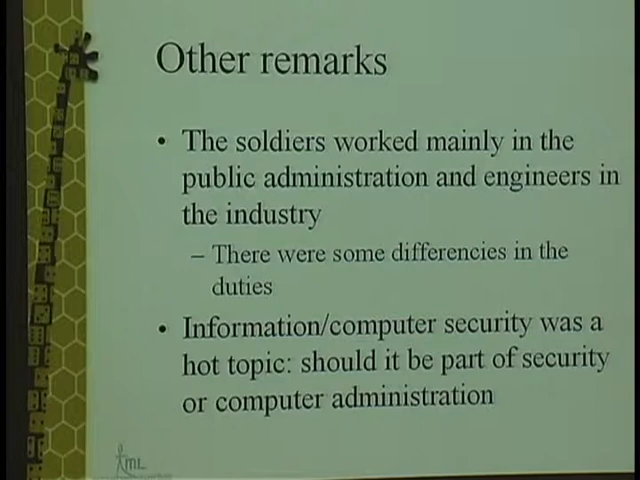 Other remarks
• The soldiers worked mainly in the
public administration and engineers in
the industry
– There were some differencies in the
duties
• Information/computer security was a
hot topic: should it be part of security
or computer administration
TML